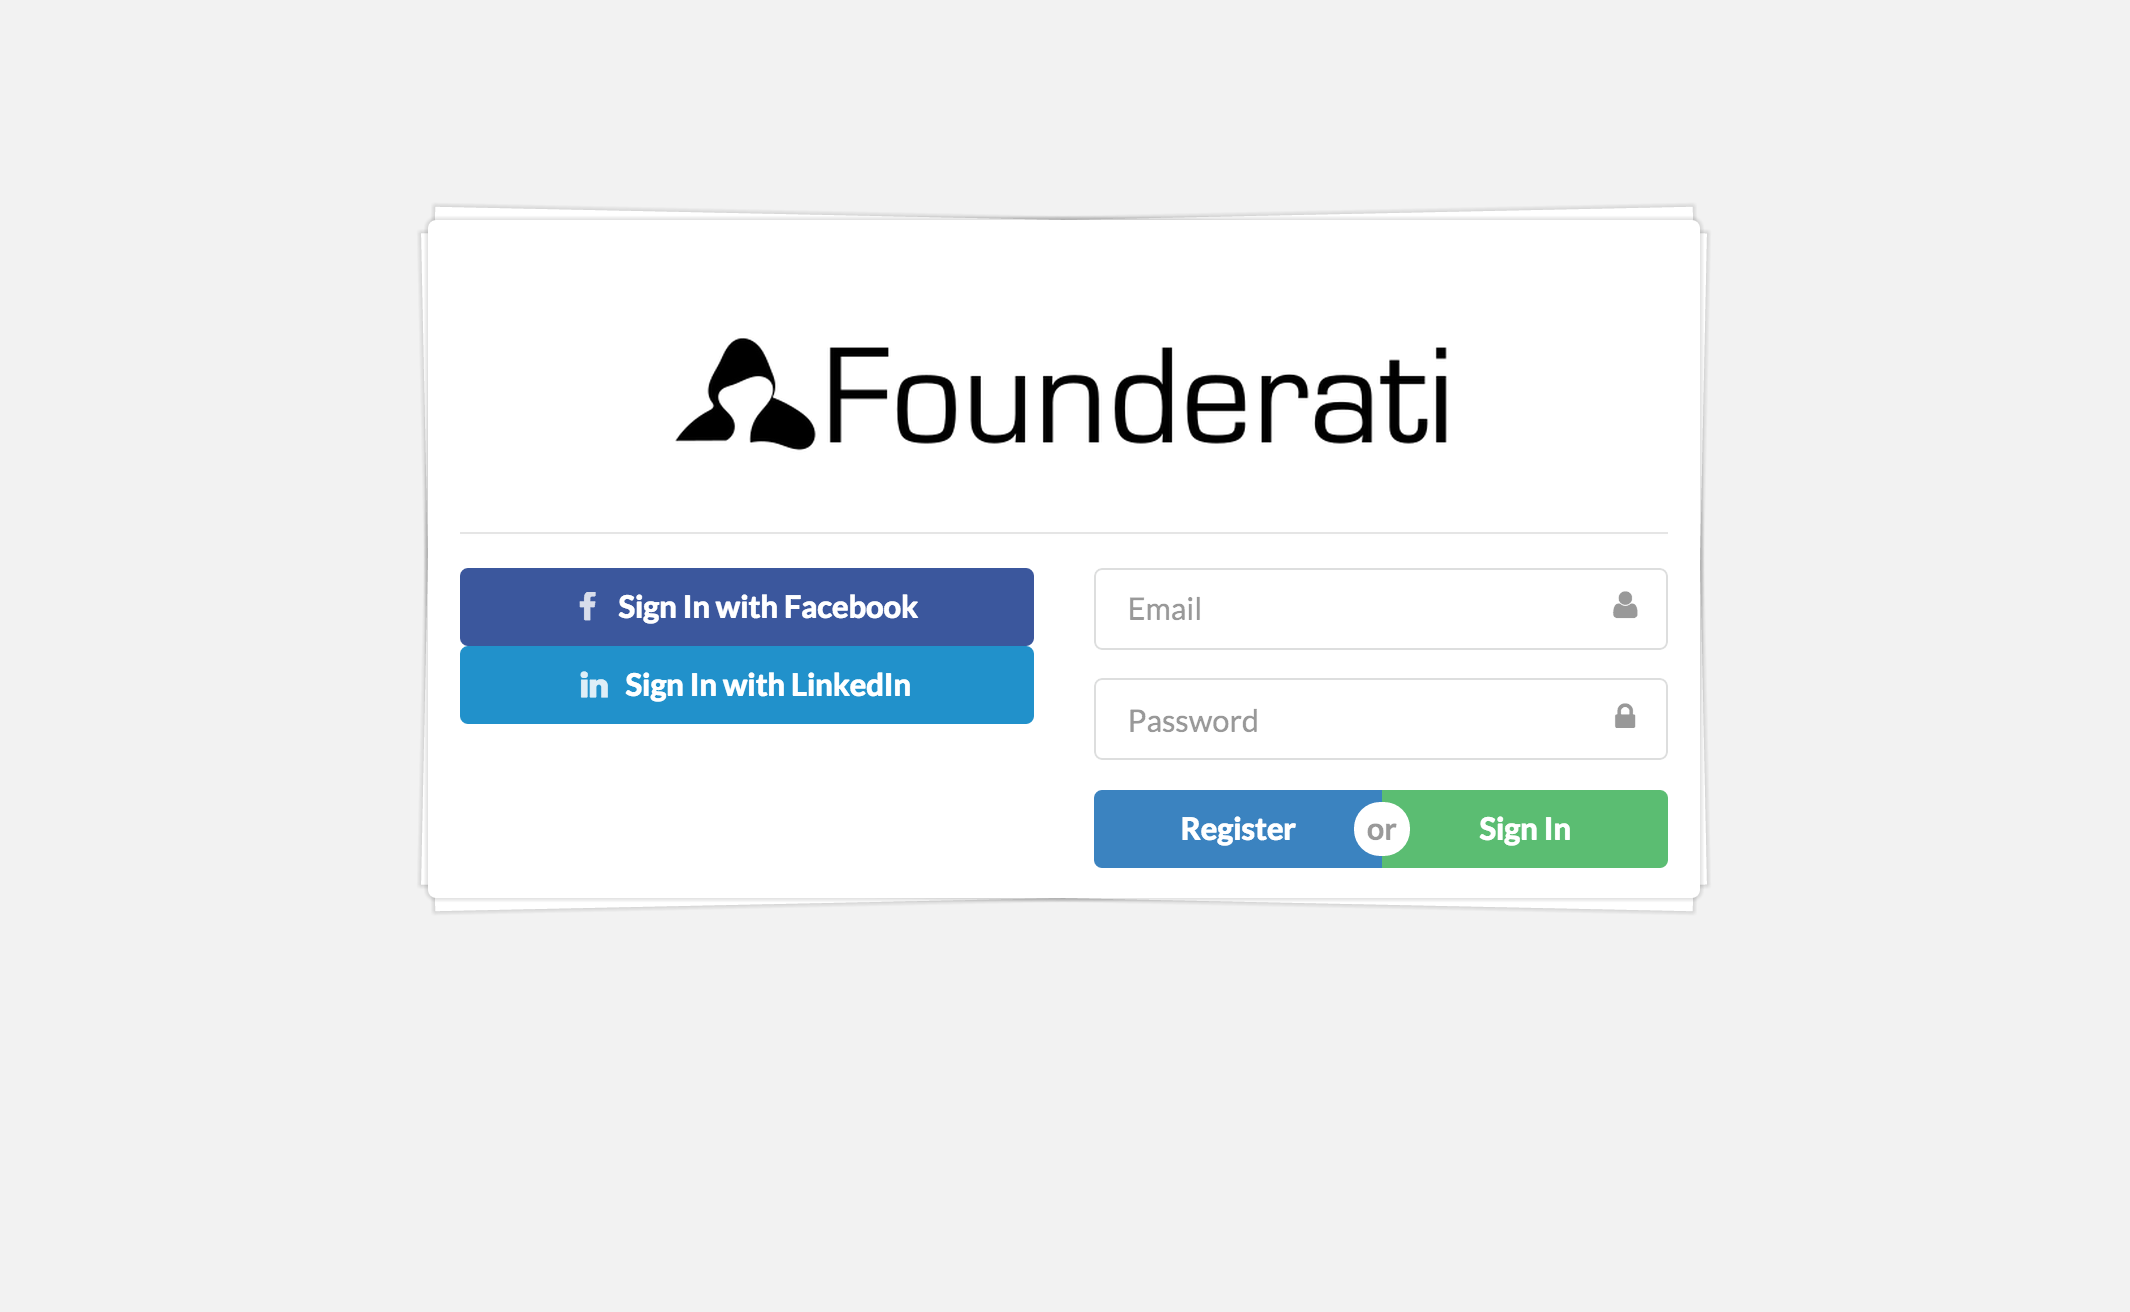 Founderati
Sign In with Facebook
Sign In with LinkedIn
Email
Password
Register or Sign In